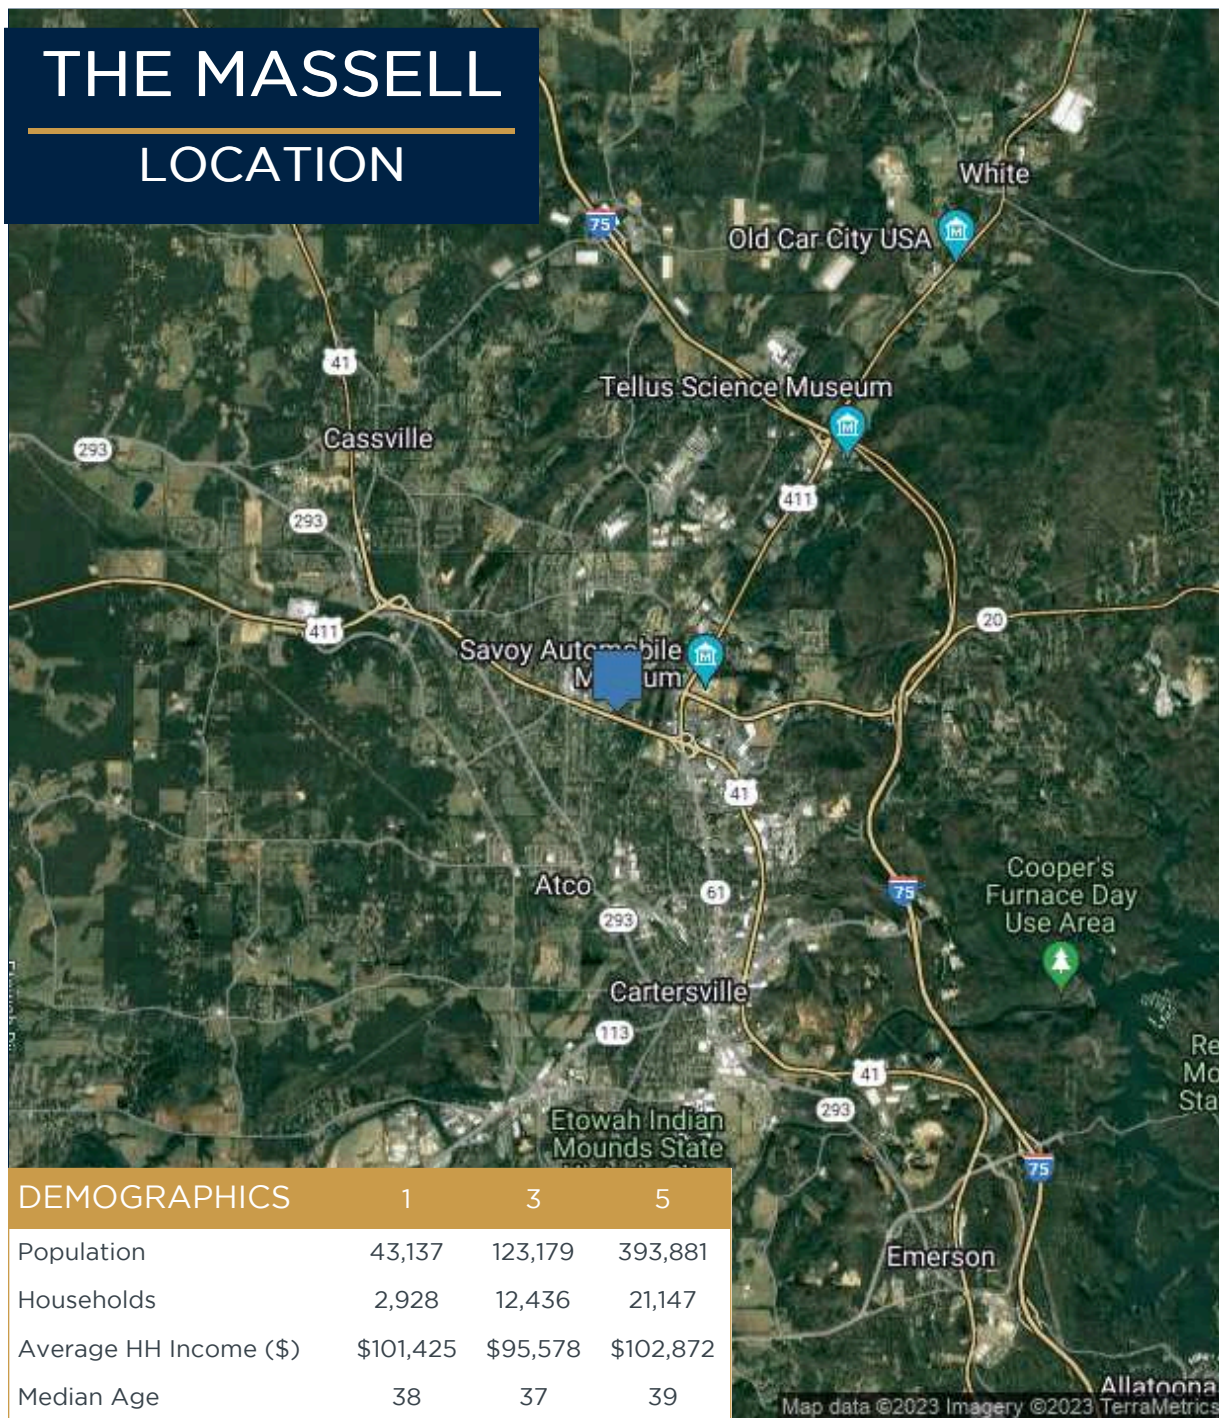 THE MASSELL
LOCATION
White
75
Old Car City USA
41
Tellus Science Museum
Cassville
293
411
293
20
411
Savoy Automobile
M um
41
Atco
61
75
Cooper's
Furnace Day
Use Area
293
Cartersville
113
Re
Mo
Sta
41
293
Etowah Indian
Mounds State
75
DEMOGRAPHICS 1 3 5
Population 43,137 123,179 393,881
Emerson
Households 2,928 12,436 21,147
Average HH Income ($) $101,425 $95,578 $102,872
Median Age 38 37 39
Allatoona
Map data ©2023 Imagery ©2023 TerraMetrics